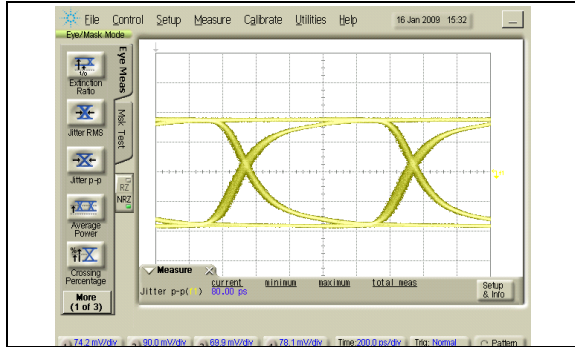 File Control Setup Measure Calibrate Utilities Help 16 Jan 2009 15:32
Eye/Mask Mode
Extinction
Ratio
Jitter RMS
Jitter p-p
Average
Power
Crossing
Percentage
More
(1 of 3)
Eye Meas
Msk Test
RZ
NRZ
Measure
current minimum maximum total meas
Jitter p-p( ) 80.00 ps
Setup
& Info
74.2 mV/div 90.0 mV/div 69.9 mV/div 78.1 mV/div Time:200.0 ps/div Trig: Normal Pattern